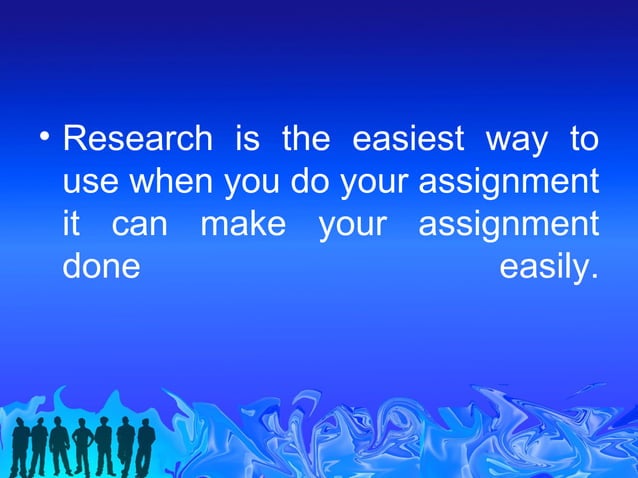 • Research is the easiest way to
use when you do your assignment
it can make your assignment
done easily.